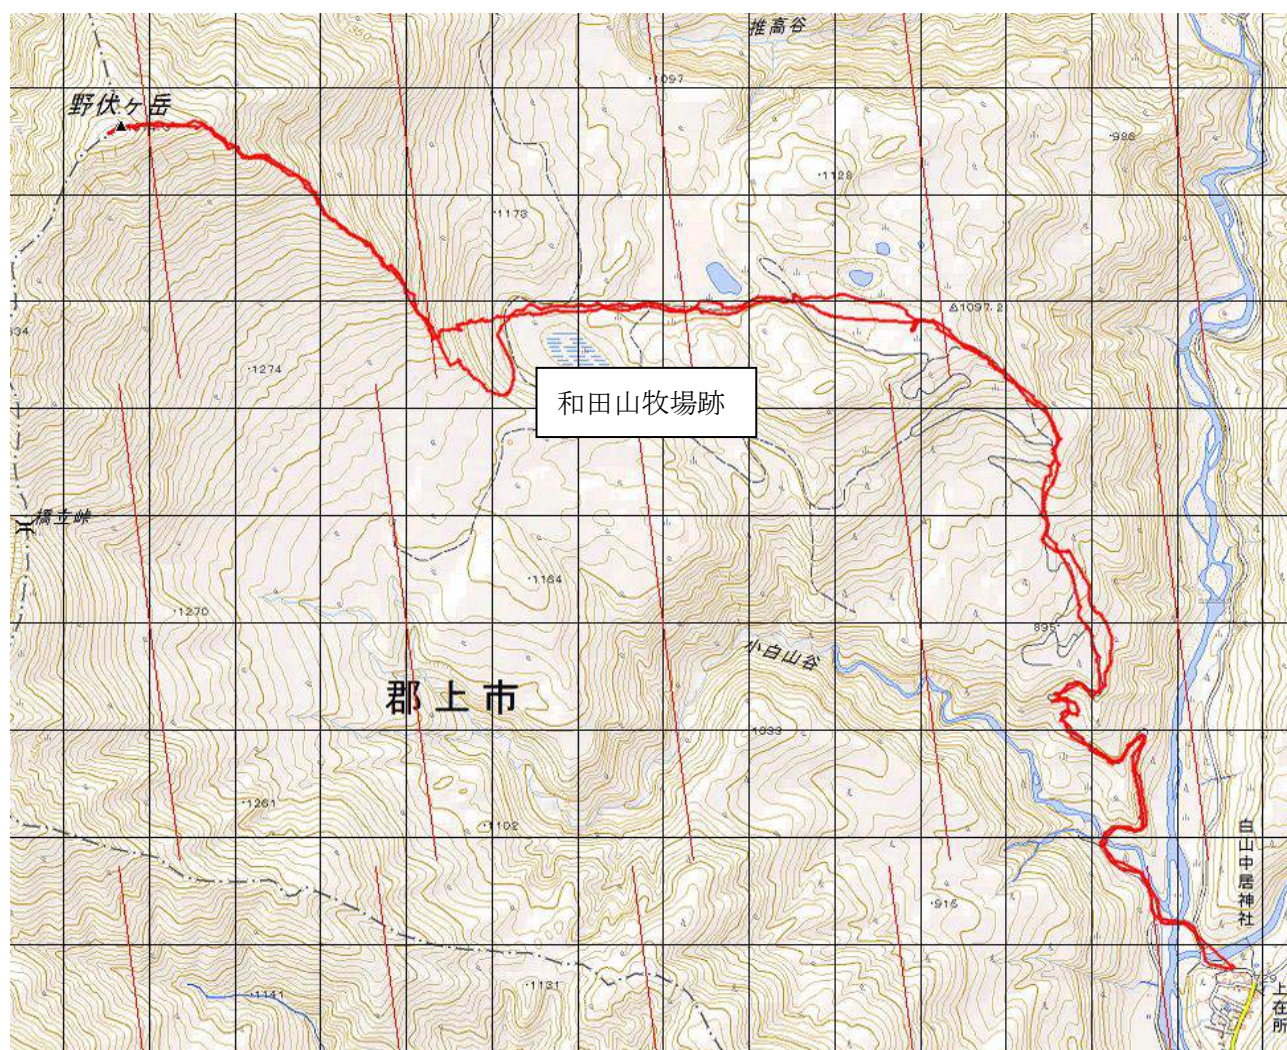 推高谷
・1097
野伏ヶ岳
・986
・1128
・1173
△1097.2
・1274
和田山牧場跡
橋立峠
・1164
・1270
895・
小白山谷
郡上市
1033
・1261
・1102
白山中居神社
・916
・1131
・1141
上在所